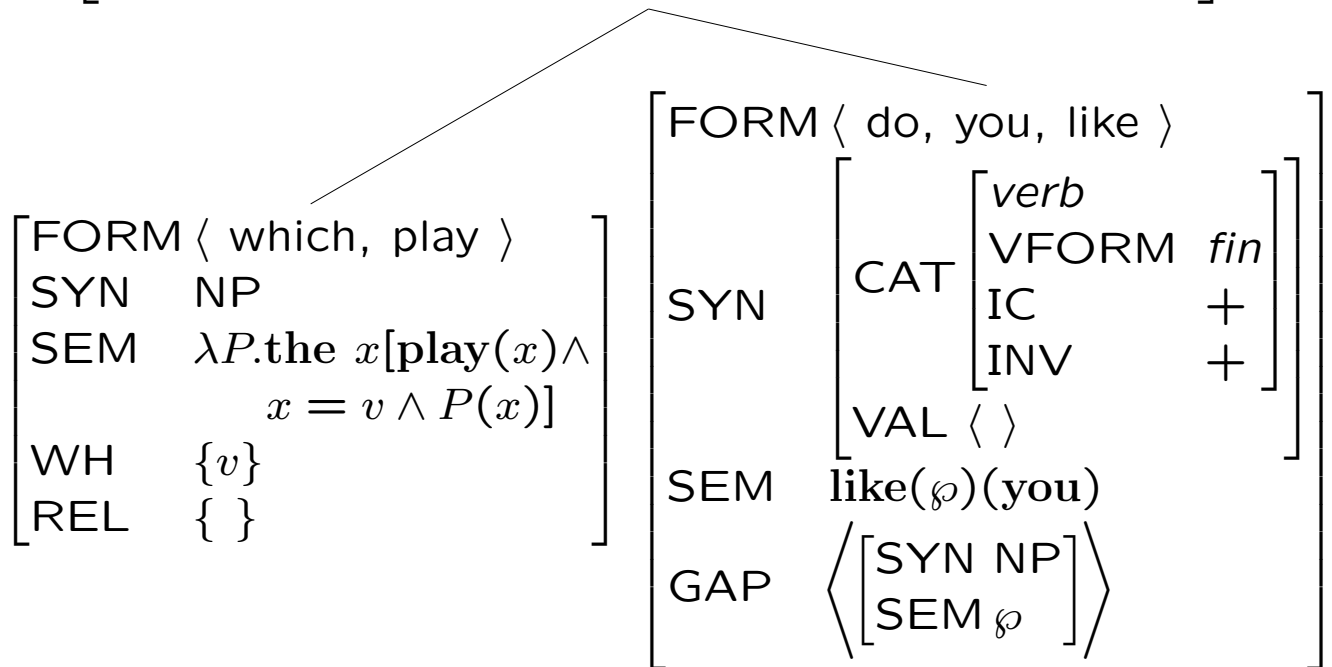 FORM ⟨ which, play ⟩
SYN NP
SEM λP.the x[play(x)∧
x = v ∧ P(x)]
WH {v}
REL { }
FORM ⟨ do, you, like ⟩
SYN
CAT
verb
VFORM fin
IC +
INV +
VAL ⟨ ⟩
SEM like(℘)(you)
GAP
SYN NP
SEM ℘